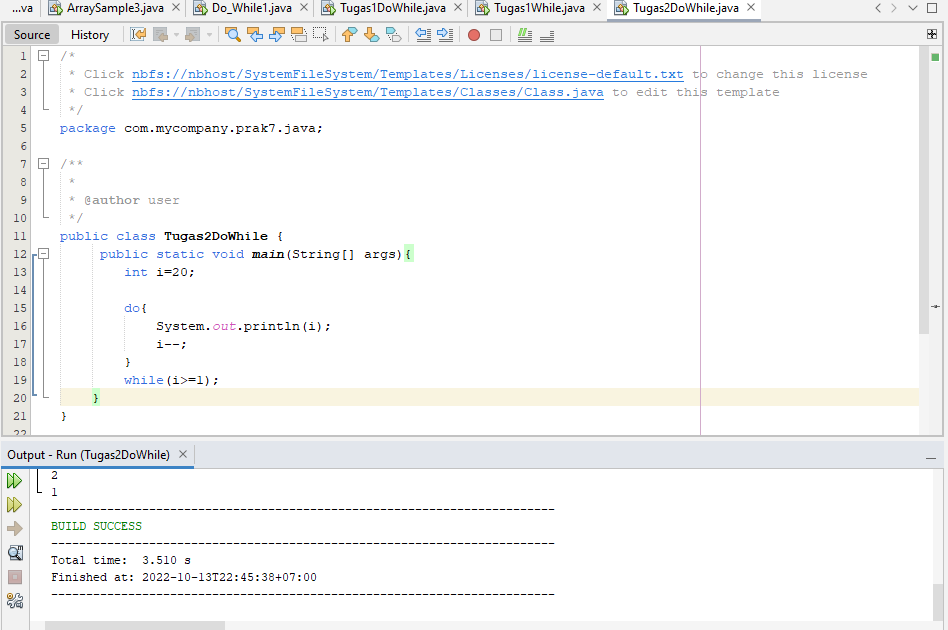 ...va ArraySample3.java Do_While1.java Tugas1DoWhile.java Tugas1While.java Tugas2DoWhile.java
Source History
1 /*
2 * Click nbfs://nbhost/SystemFileSystem/Templates/Licenses/license-default.txt to change this license
3 * Click nbfs://nbhost/SystemFileSystem/Templates/Classes/Class.java to edit this template
4 */
5 package com.mycompany.prak7.java;
6
7 /**
8 *
9 * @author user
10 */
11 public class Tugas2DoWhile {
12 public static void main(String[] args){
13 int i=20;
14
15 do{
16 System.out.println(i);
17 i--;
18 }
19 while(i>=1);
20 }
21 }
22
Output - Run (Tugas2DoWhile)
2
1
------------------------------------------------------------------------
BUILD SUCCESS
------------------------------------------------------------------------
Total time:  3.510 s
Finished at: 2022-10-13T22:45:38+07:00
------------------------------------------------------------------------